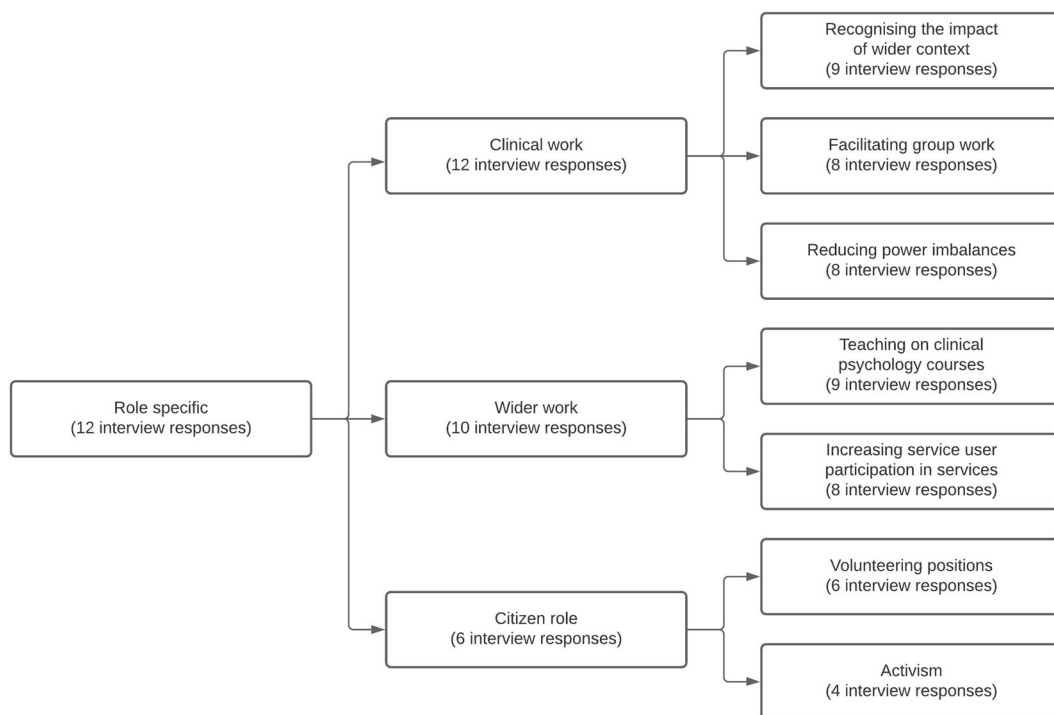 Role specific
(12 interview responses)
Clinical work
(12 interview responses)
Recognising the impact
of wider context
(9 interview responses)
Facilitating group work
(8 interview responses)
Reducing power imbalances
(8 interview responses)
Wider work
(10 interview responses)
Teaching on clinical
psychology courses
(9 interview responses)
Increasing service user
participation in services
(8 interview responses)
Citizen role
(6 interview responses)
Volunteering positions
(6 interview responses)
Activism
(4 interview responses)